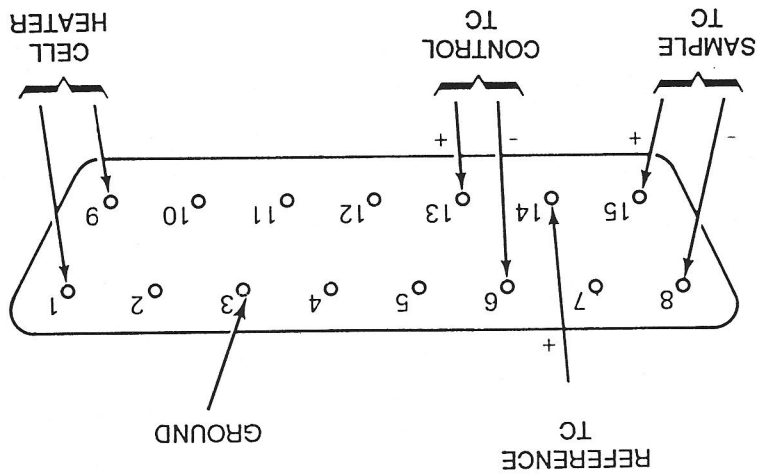 REFERENCE
TC
GROUND
+
8 7 6 5 4 3 2 1
15 14 13 12 11 10 9
- + - +
SAMPLE
TC
CONTROL
TC
CELL
HEATER